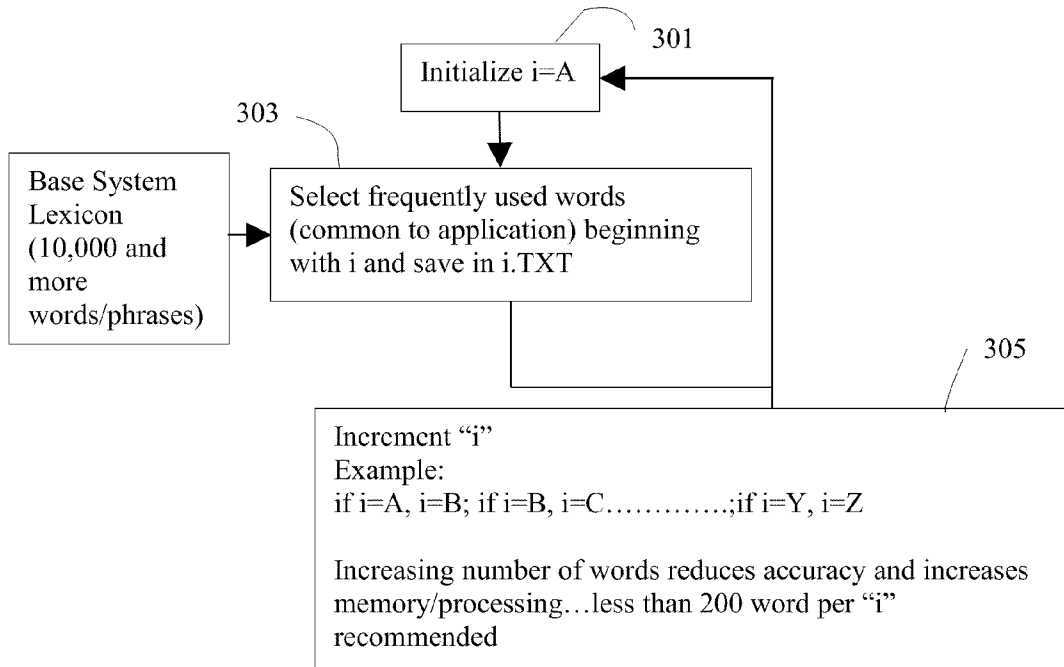 301
Initialize i=A
303
Base System
Lexicon
(10,000 and
more
words/phrases)
Select frequently used words
(common to application) beginning
with i and save in i.TXT
305
Increment “i”
Example:
if i=A, i=B; if i=B, i=C………….;if i=Y, i=Z
Increasing number of words reduces accuracy and increases
memory/processing…less than 200 word per “i”
recommended